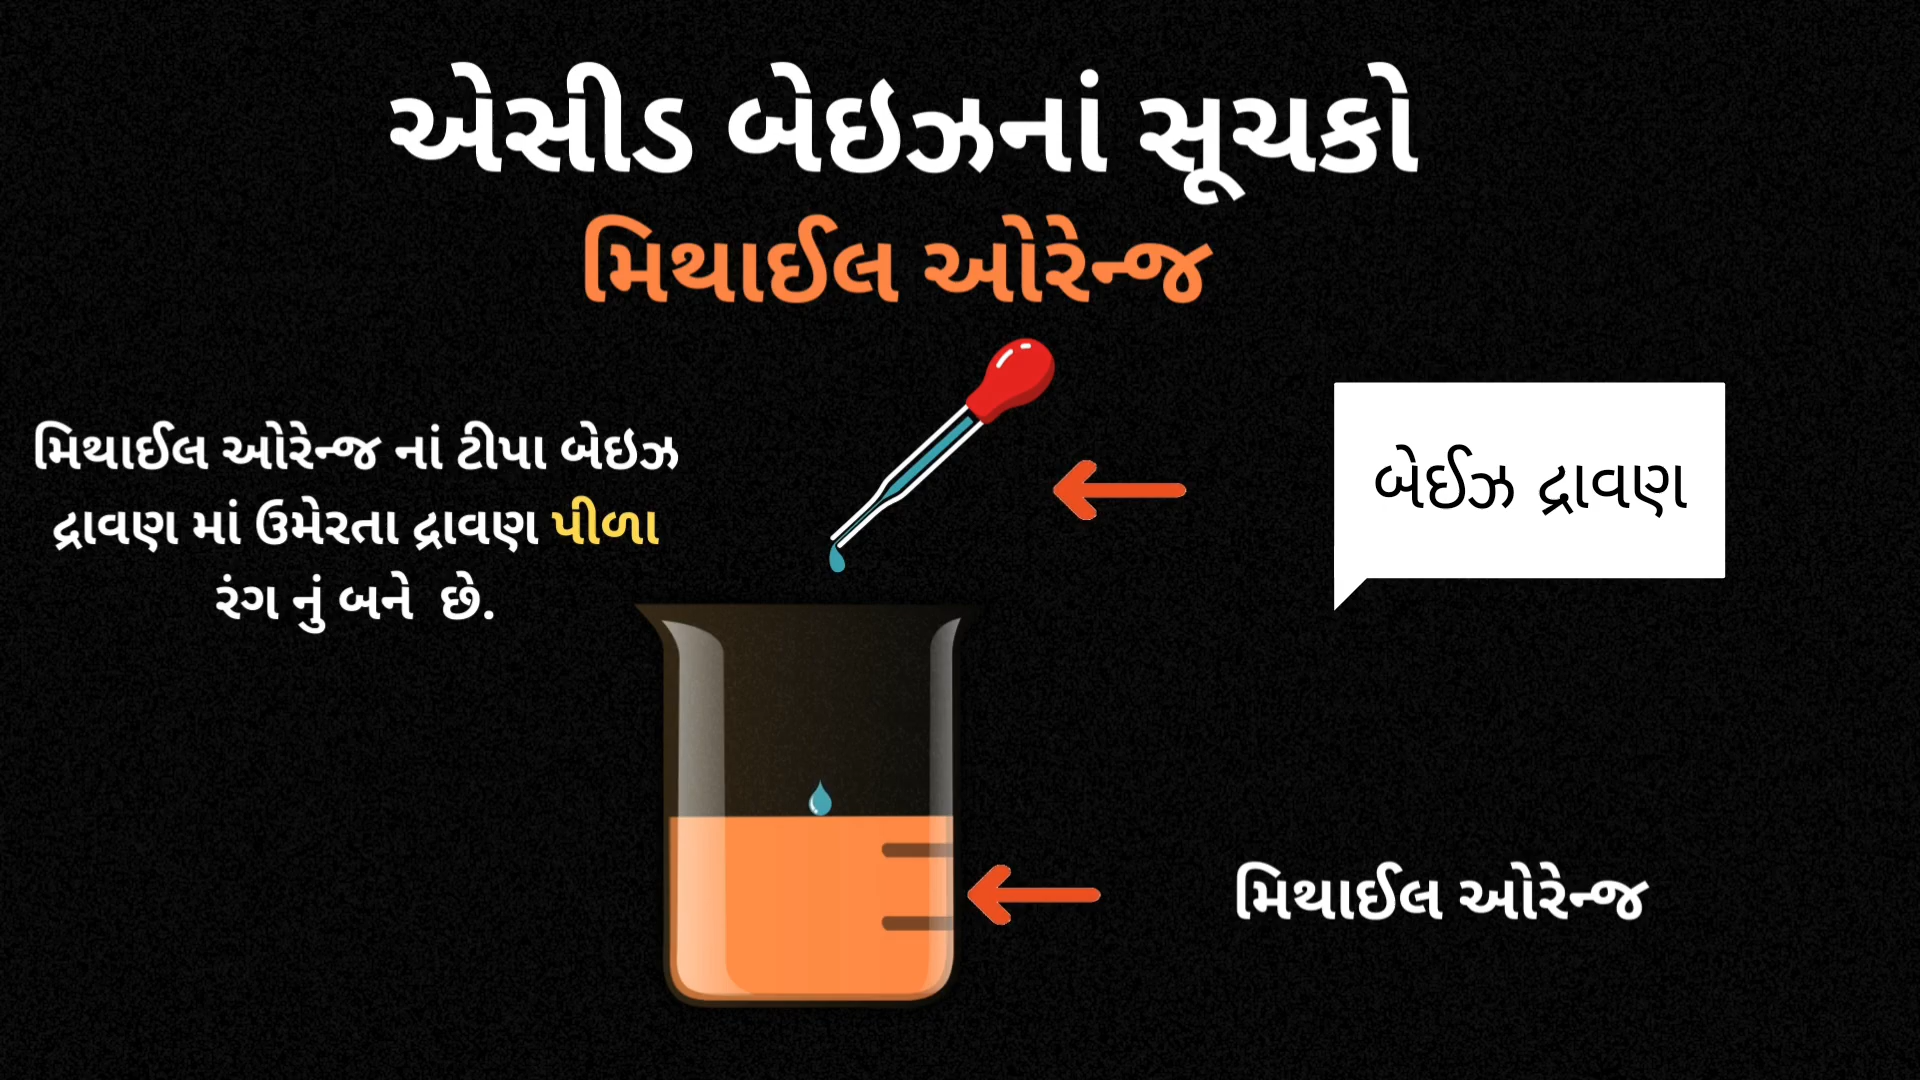 એસીડ બેઇઝનાં સૂચકો
મિથાઈલ ઓરેન્જ
મિથાઈલ ઓરેન્જ નાં ટીપા બેઇઝ
દ્રાવણ માં ઉમેરતા દ્રાવણ પીળા
રંગ નું બને છે.
બેઈઝ દ્રાવણ
મિથાઈલ ઓરેન્જ